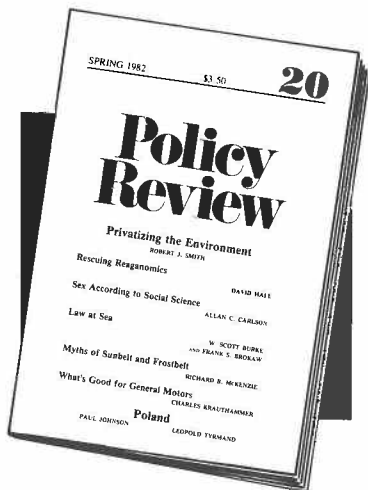 SPRING 1982
$3.50
20
Policy
Review
Privatizing the Environment
ROBERT J. SMITH
Rescuing Reaganomics
DAVID HALE
Sex According to Social Science
ALLAN C. CARLSON
Law at Sea
W. SCOTT BURKE
AND FRANK S. BROKAW
Myths of Sunbelt and Frostbelt
RICHARD B. McKENZIE
What's Good for General Motors
CHARLES KRAUTHAMMER
Poland
PAUL JOHNSON
LEOPOLD TYRMAND